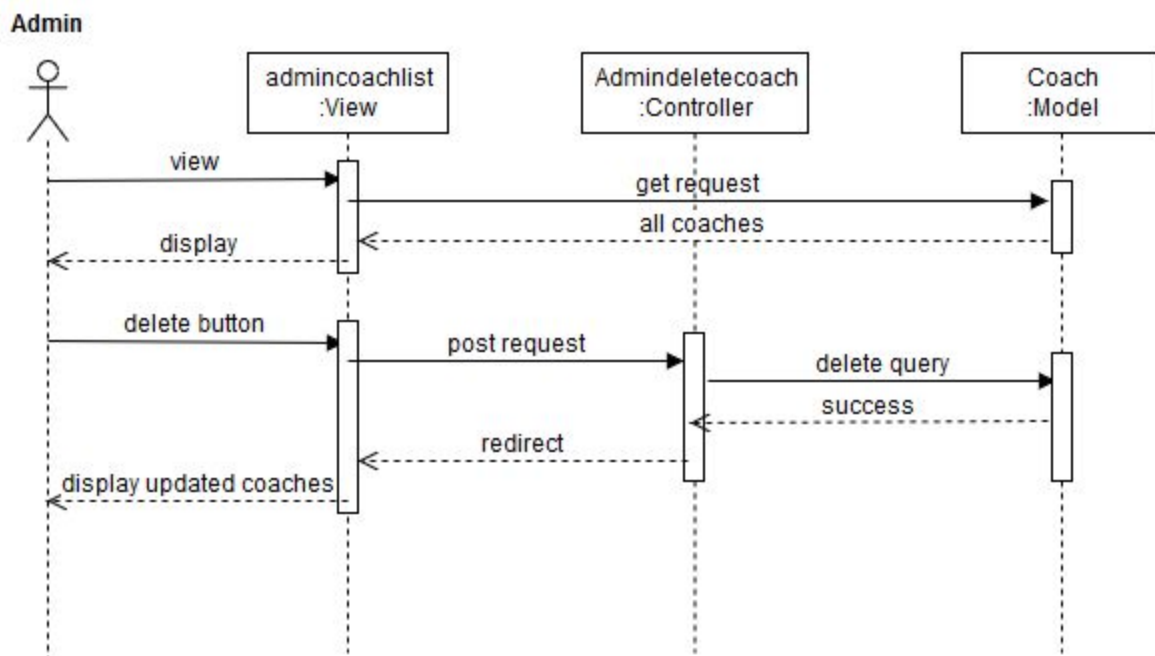 Admin
admincoachlist
:View
Admindeletecoach
:Controller
Coach
:Model
view
get request
all coaches
display
delete button
post request
delete query
success
redirect
display updated coaches